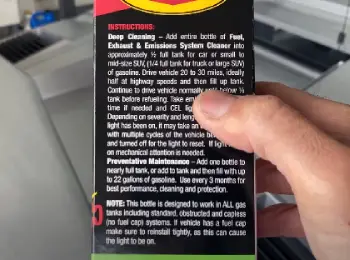 INSTRUCTIONS:
Deep Cleaning – Add entire bottle of Fuel,
Exhaust & Emissions System Cleaner into
approximately ½ full tank for car or small to
mid-size SUV, (1/4 full tank for truck or large SUV)
of gasoline. Drive vehicle 20 to 30 miles, ideally
half at highway speeds and then fill up tank.
Continue to drive vehicle normally until below ¼
tank before refueling. Take
time if needed and CEL
Depending on severity and
light has been on, it may take an
with multiple cycles of the vehicle
and turned off for the light to reset. If light
on mechanical attention is needed.
Preventative Maintenance – Add one bottle to
nearly full tank, or add to tank and then fill with up
to 22 gallons of gasoline. Use every 3 months for
best performance, cleaning and protection.
NOTE: This bottle is designed to work in ALL gas
tanks including standard, obstructed and capless
(no fuel cap) systems. If vehicle has a fuel cap
make sure to reinstall tightly, as this can cause
the light to be on.